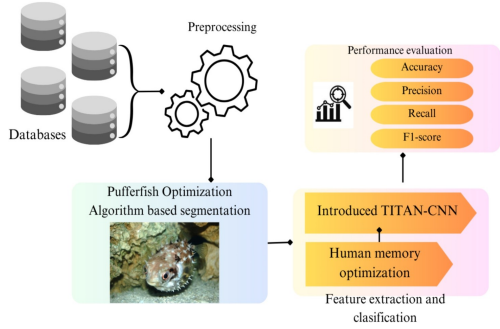 Preprocessing
Databases
Pufferfish Optimization
Algorithm based segmentation
Performance evaluation
Accuracy
Precision
Recall
F1-score
Introduced TITAN-CNN
Human memory
optimization
Feature extraction and
clasification